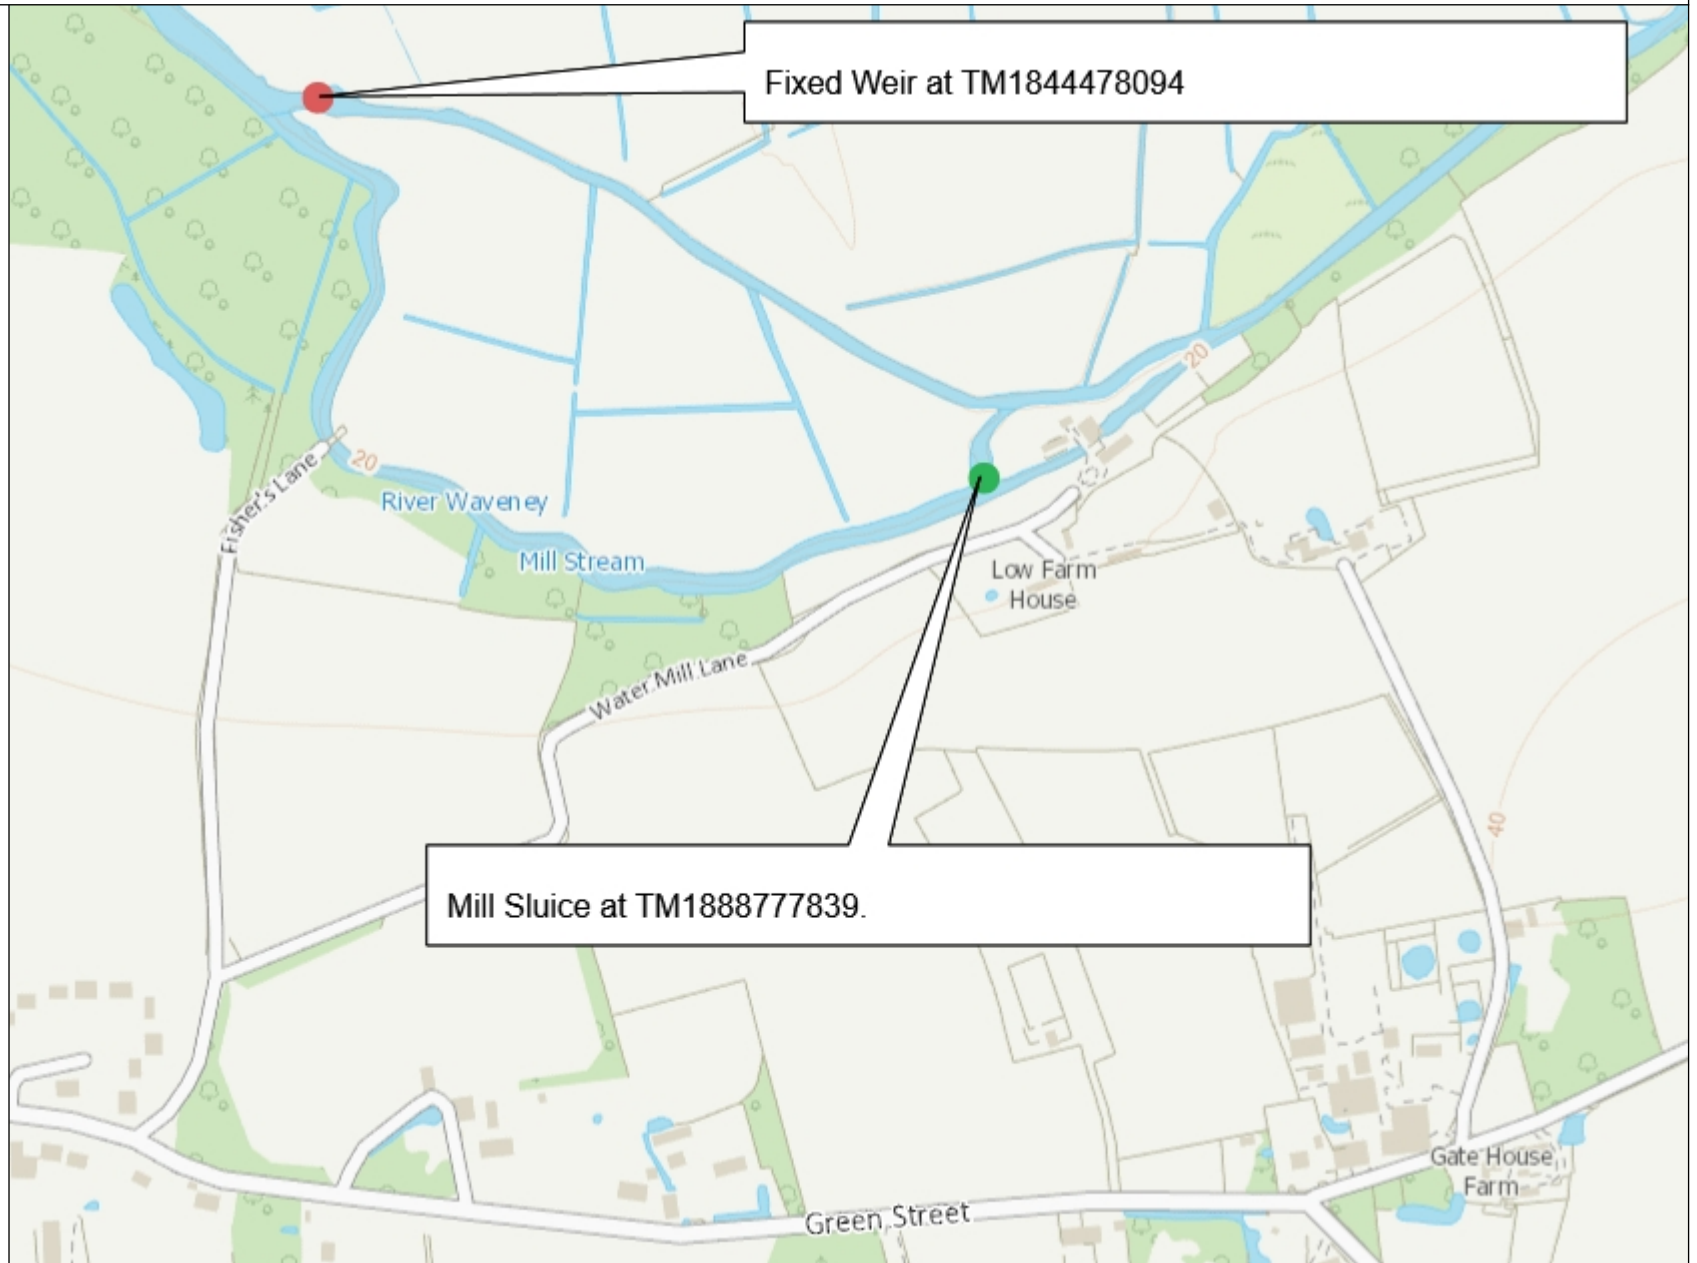 Fixed Weir at TM1844478094
20
Fisher's Lane
20
River Waveney
Mill Stream
Low Farm
House
Water Mill Lane
40
Mill Sluice at TM1888777839.
Gate House
Farm
Green Street